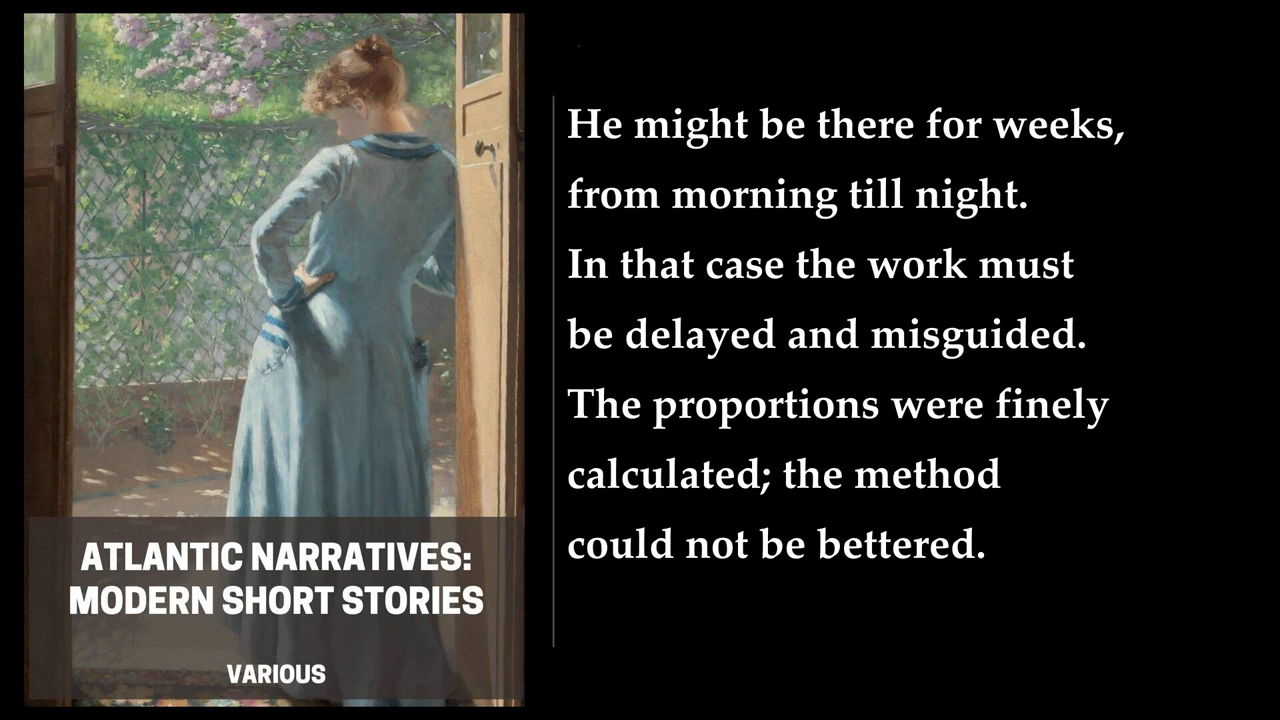 He might be there for weeks,
from morning till night.
In that case the work must
be delayed and misguided.
The proportions were finely
calculated; the method
could not be bettered.
ATLANTIC NARRATIVES:
MODERN SHORT STORIES
VARIOUS